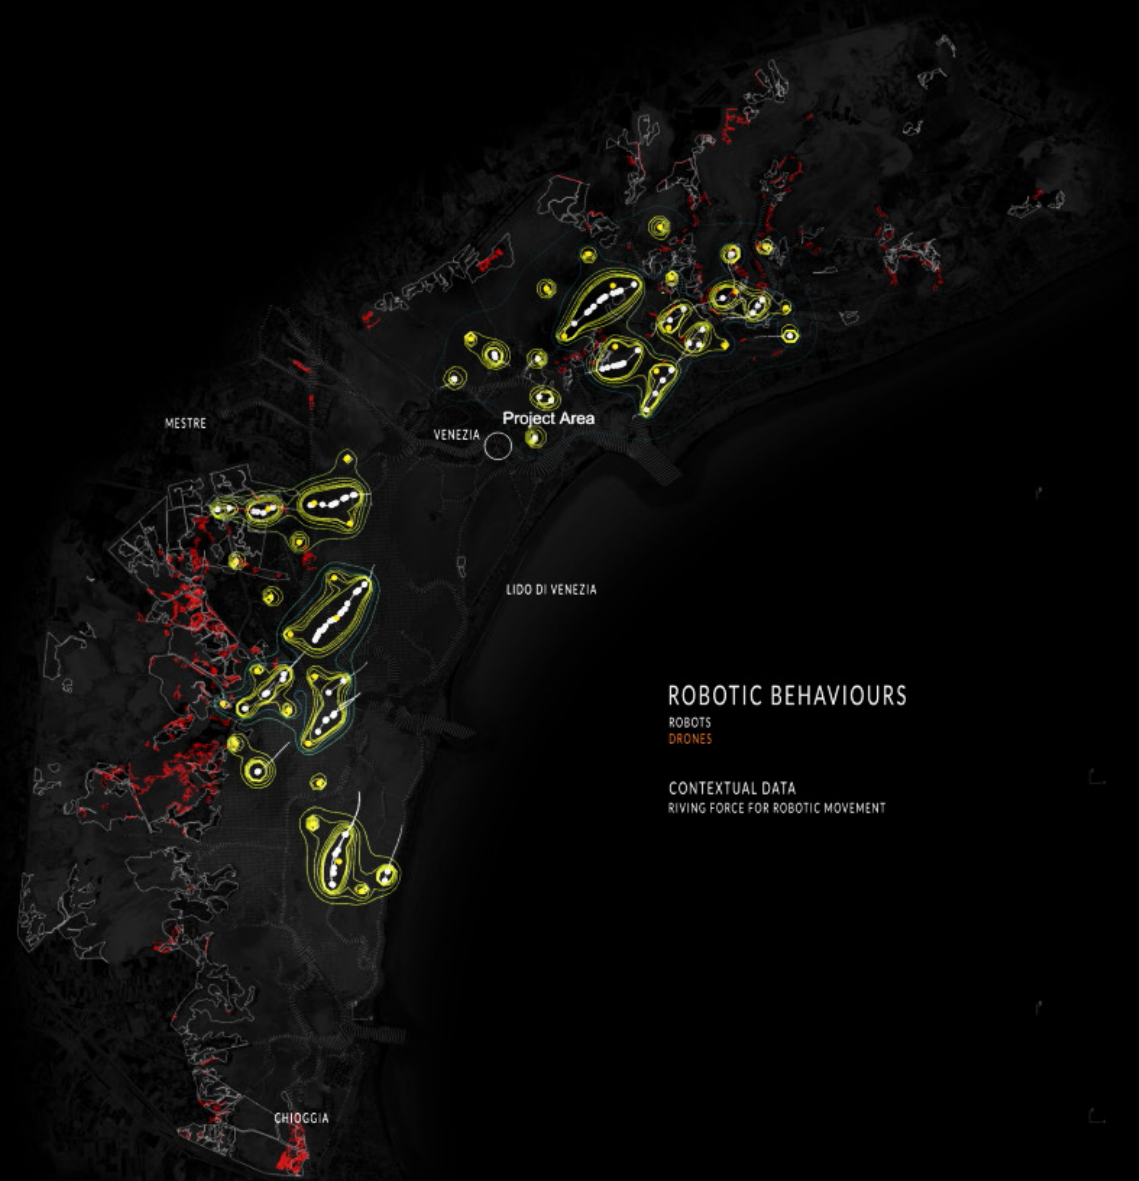 MESTRE
Project Area
VENEZIA
LIDO DI VENEZIA
ROBOTIC BEHAVIOURS
ROBOTS
DRONES
CONTEXTUAL DATA
RIVING FORCE FOR ROBOTIC MOVEMENT
CHIOGGIA